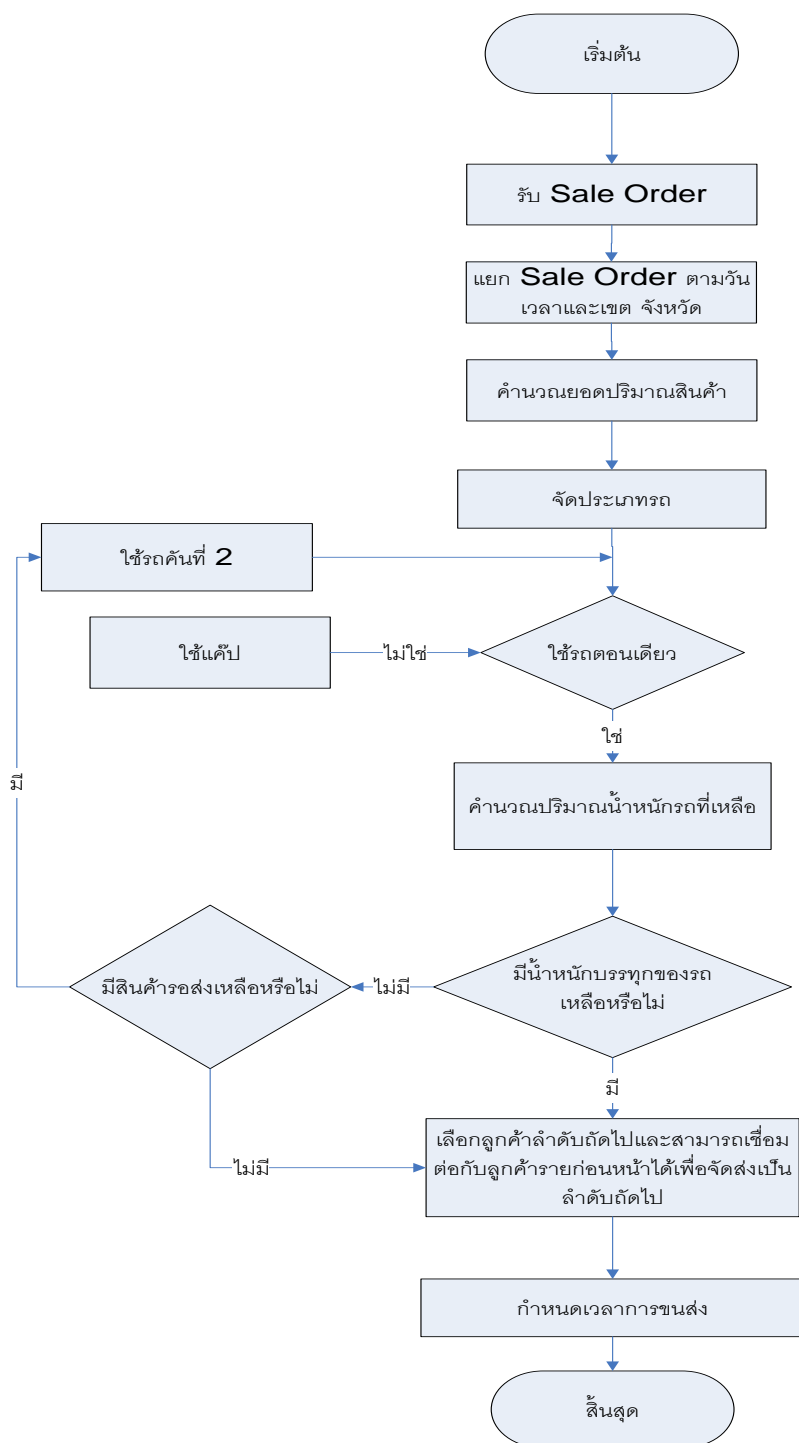 เริ่มต้น
รับ Sale Order
แยก Sale Order ตามวัน
เวลาและเขต จังหวัด
คำนวณยอดปริมาณสินค้า
จัดประเภทรถ
ใช้รถคันที่ 2
ใช้แค๊ป
ไม่ใช่
ใช้รถตอนเดียว
ใช่
มี
คำนวณปริมาณน้ำหนักรถที่เหลือ
มีสินค้ารอส่งเหลือหรือไม่
ไม่มี
มีน้ำหนักบรรทุกของรถ
เหลือหรือไม่
มี
ไม่มี
เลือกลูกค้าลำดับถัดไปและสามารถเชื่อม
ต่อกับลูกค้ารายก่อนหน้าได้เพื่อจัดส่งเป็น
ลำดับถัดไป
กำหนดเวลาการขนส่ง
สิ้นสุด